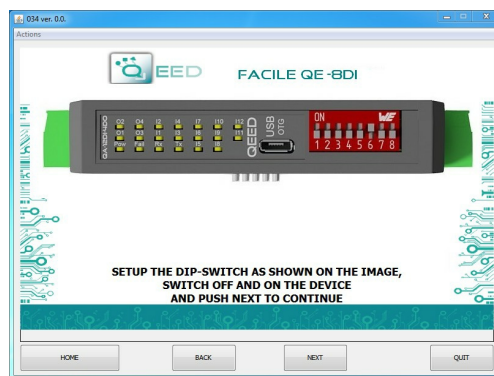 034 ver. 0.0.
Actions
QEED
FACILE QE-8DI
QA-12DI4DO
O2 O4 I2 I4 I7 I10 I12
O1 O3 I1 I3 I6 I9 I11
Pow Fail Rx Tx I5 I8
QEED
USB
OTG
ON WE
1 2 3 4 5 6 7 8
SETUP THE DIP-SWITCH AS SHOWN ON THE IMAGE,
SWITCH OFF AND ON THE DEVICE
AND PUSH NEXT TO CONTINUE
HOME BACK NEXT QUIT